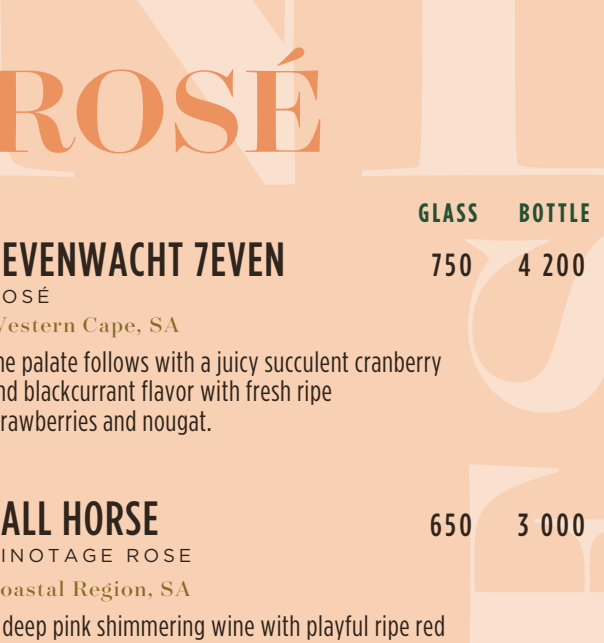 ROSÉ
GLASS BOTTLE
EVENWACHT 7EVEN 750 4 200
OSÉ
Western Cape, SA
he palate follows with a juicy succulent cranberry
nd blackcurrant flavor with fresh ripe
rawberries and nougat.
ALL HORSE 650 3 000
INOTAGE ROSE
oastal Region, SA
deep pink shimmering wine with playful ripe red